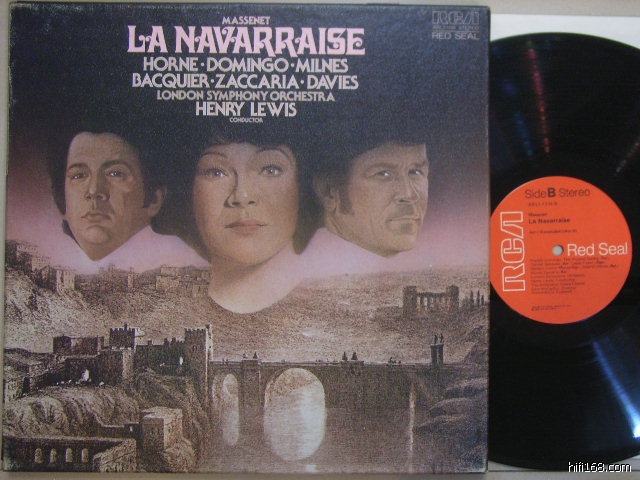 MASSENET
LA NAVARRAISE
HORNE·DOMINGO·MILNES
BACQUIER·ZACCARIA·DAVIES
LONDON SYMPHONY ORCHESTRA
HENRY LEWIS
CONDUCTOR
RCA
STEREO
RED SEAL
Side B Stereo
Massenet
La Navarraise
RCA
Red Seal
hifi168.com